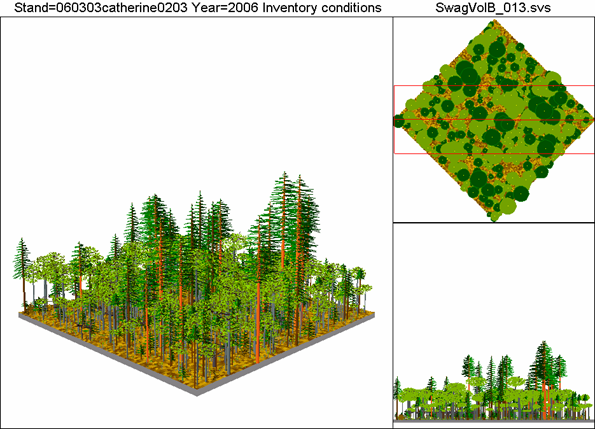 Stand=060303catherine0203 Year=2006 Inventory conditions
SwagVolB_013.svs